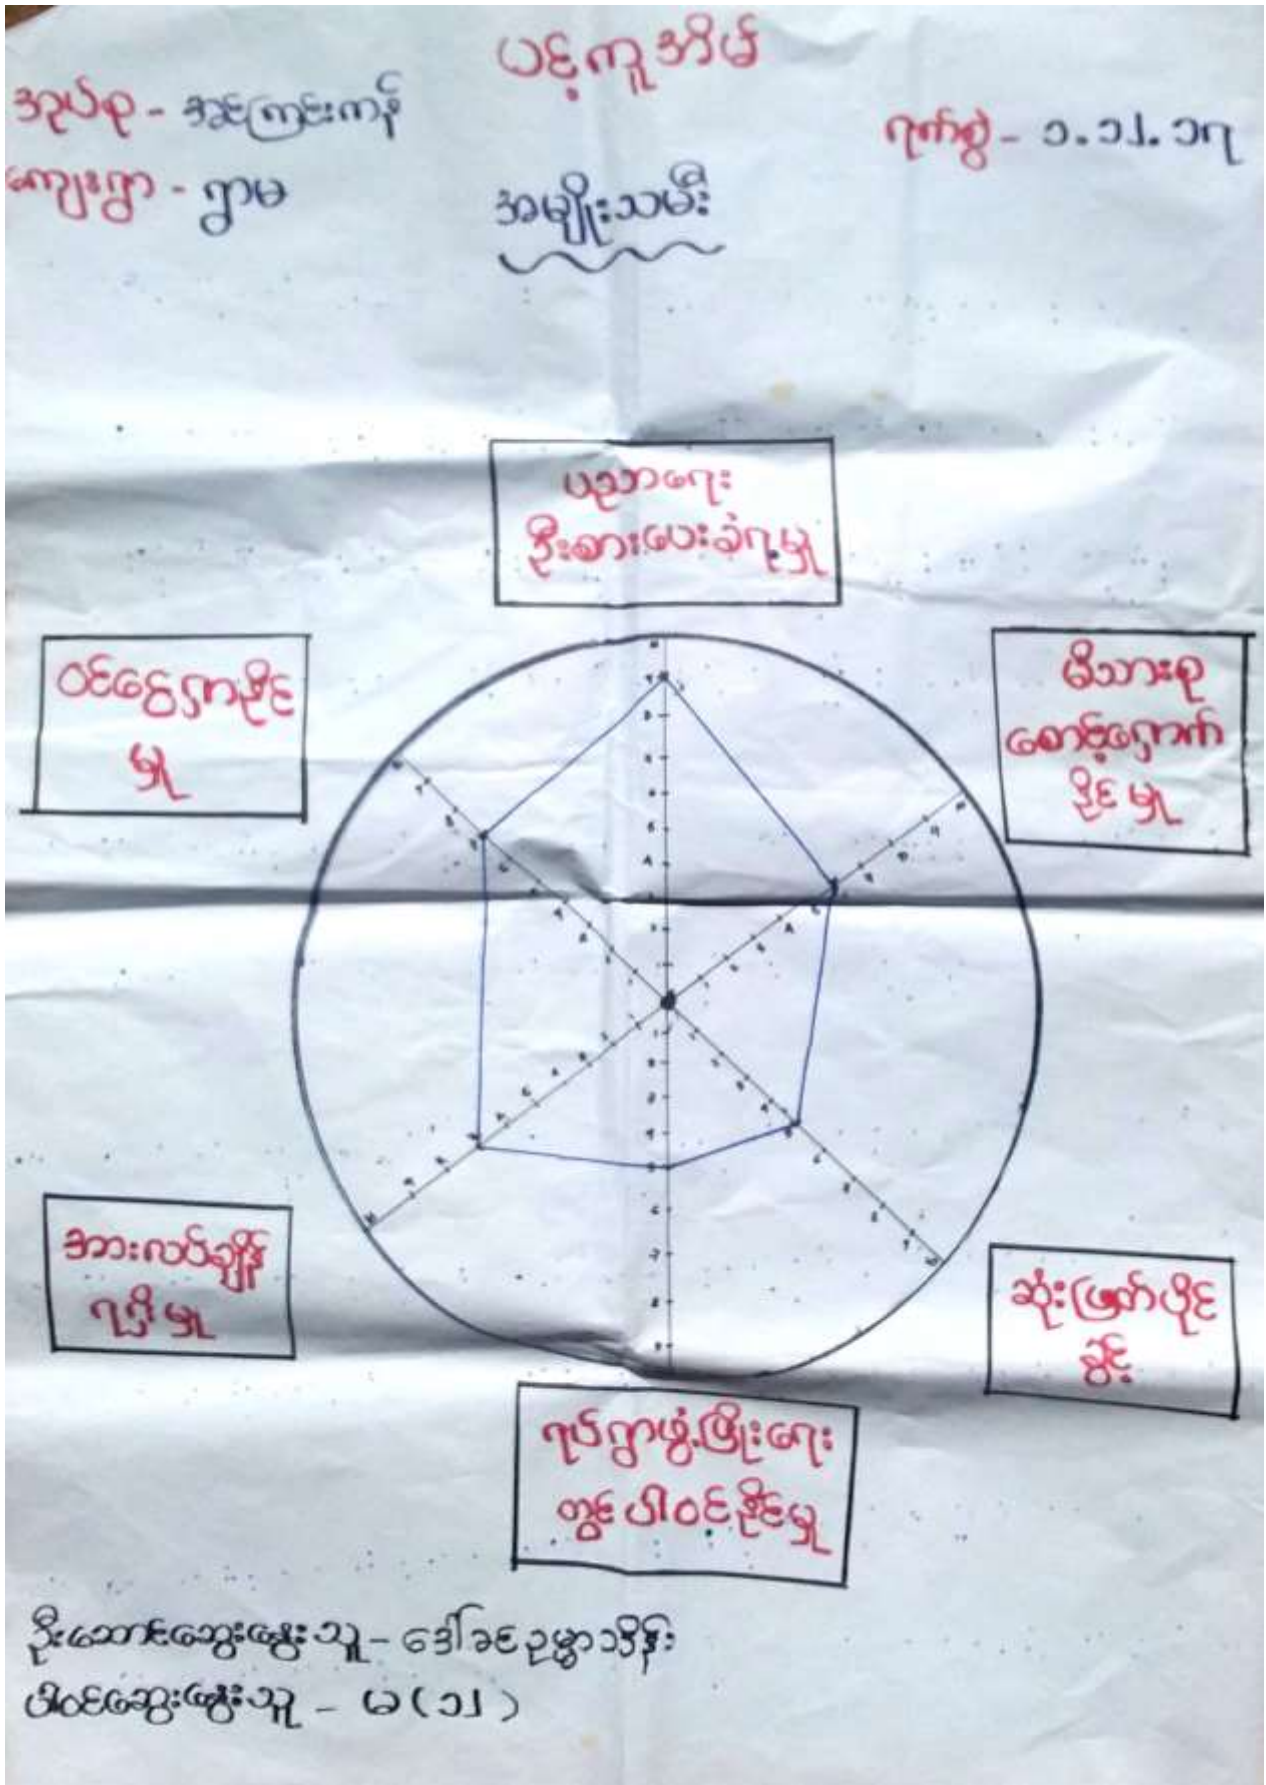 ပင့်ကူအိမ်
အုပ်စု - အင်ကြင်းကန်
ကျေးရွာ - ရွာမ
ရက်စွဲ - ၁.၁၂.၁၇
အမျိုးသမီး
ပညာရေး
ဦးစားပေးခံရမှု
ဝင်ငွေရှာနိုင်
မှု
မိသားစု
စောင့်ရှောက်
နိုင်မှု
အားလပ်ချိန်
ရရှိမှု
ဆုံးဖြတ်ပိုင်
ခွင့်
ရပ်ရွာဖွံ့ဖြိုးရေး
တွင်ပါဝင်နိုင်မှု
ဦးဆောင်ဆွေးနွေးသူ - ဒေါ်ခင်ဥမ္မာသိန်း
ပါဝင်ဆွေးနွေးသူ - မ (၁၂)